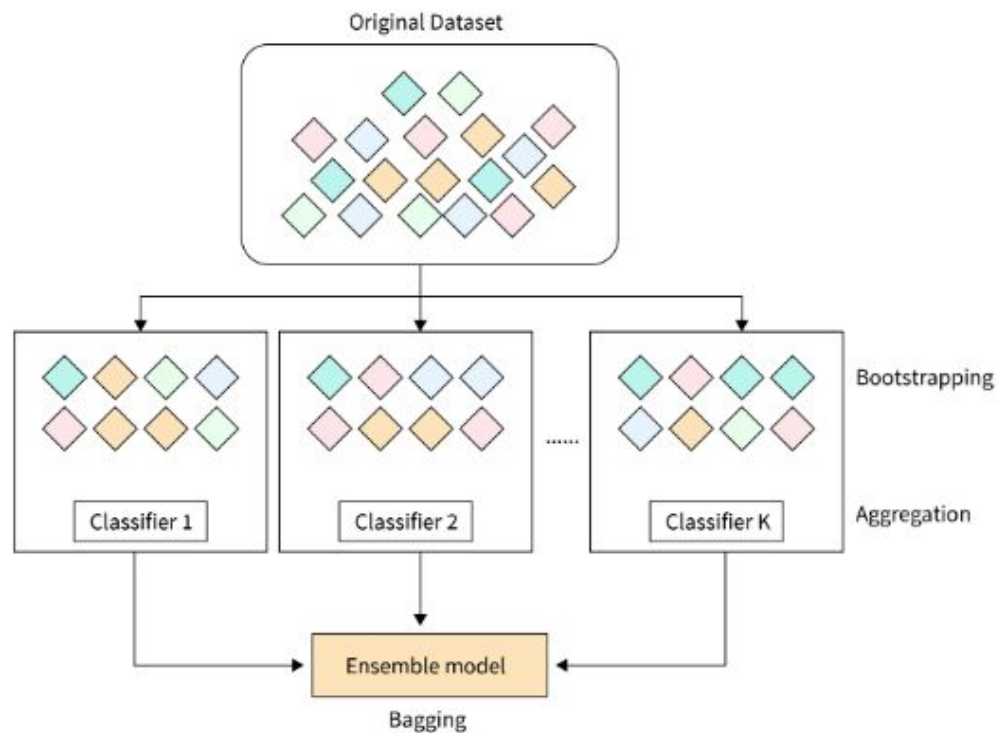 Original Dataset
Bootstrapping
......
Classifier 1
Classifier 2
Classifier K
Aggregation
Ensemble model
Bagging